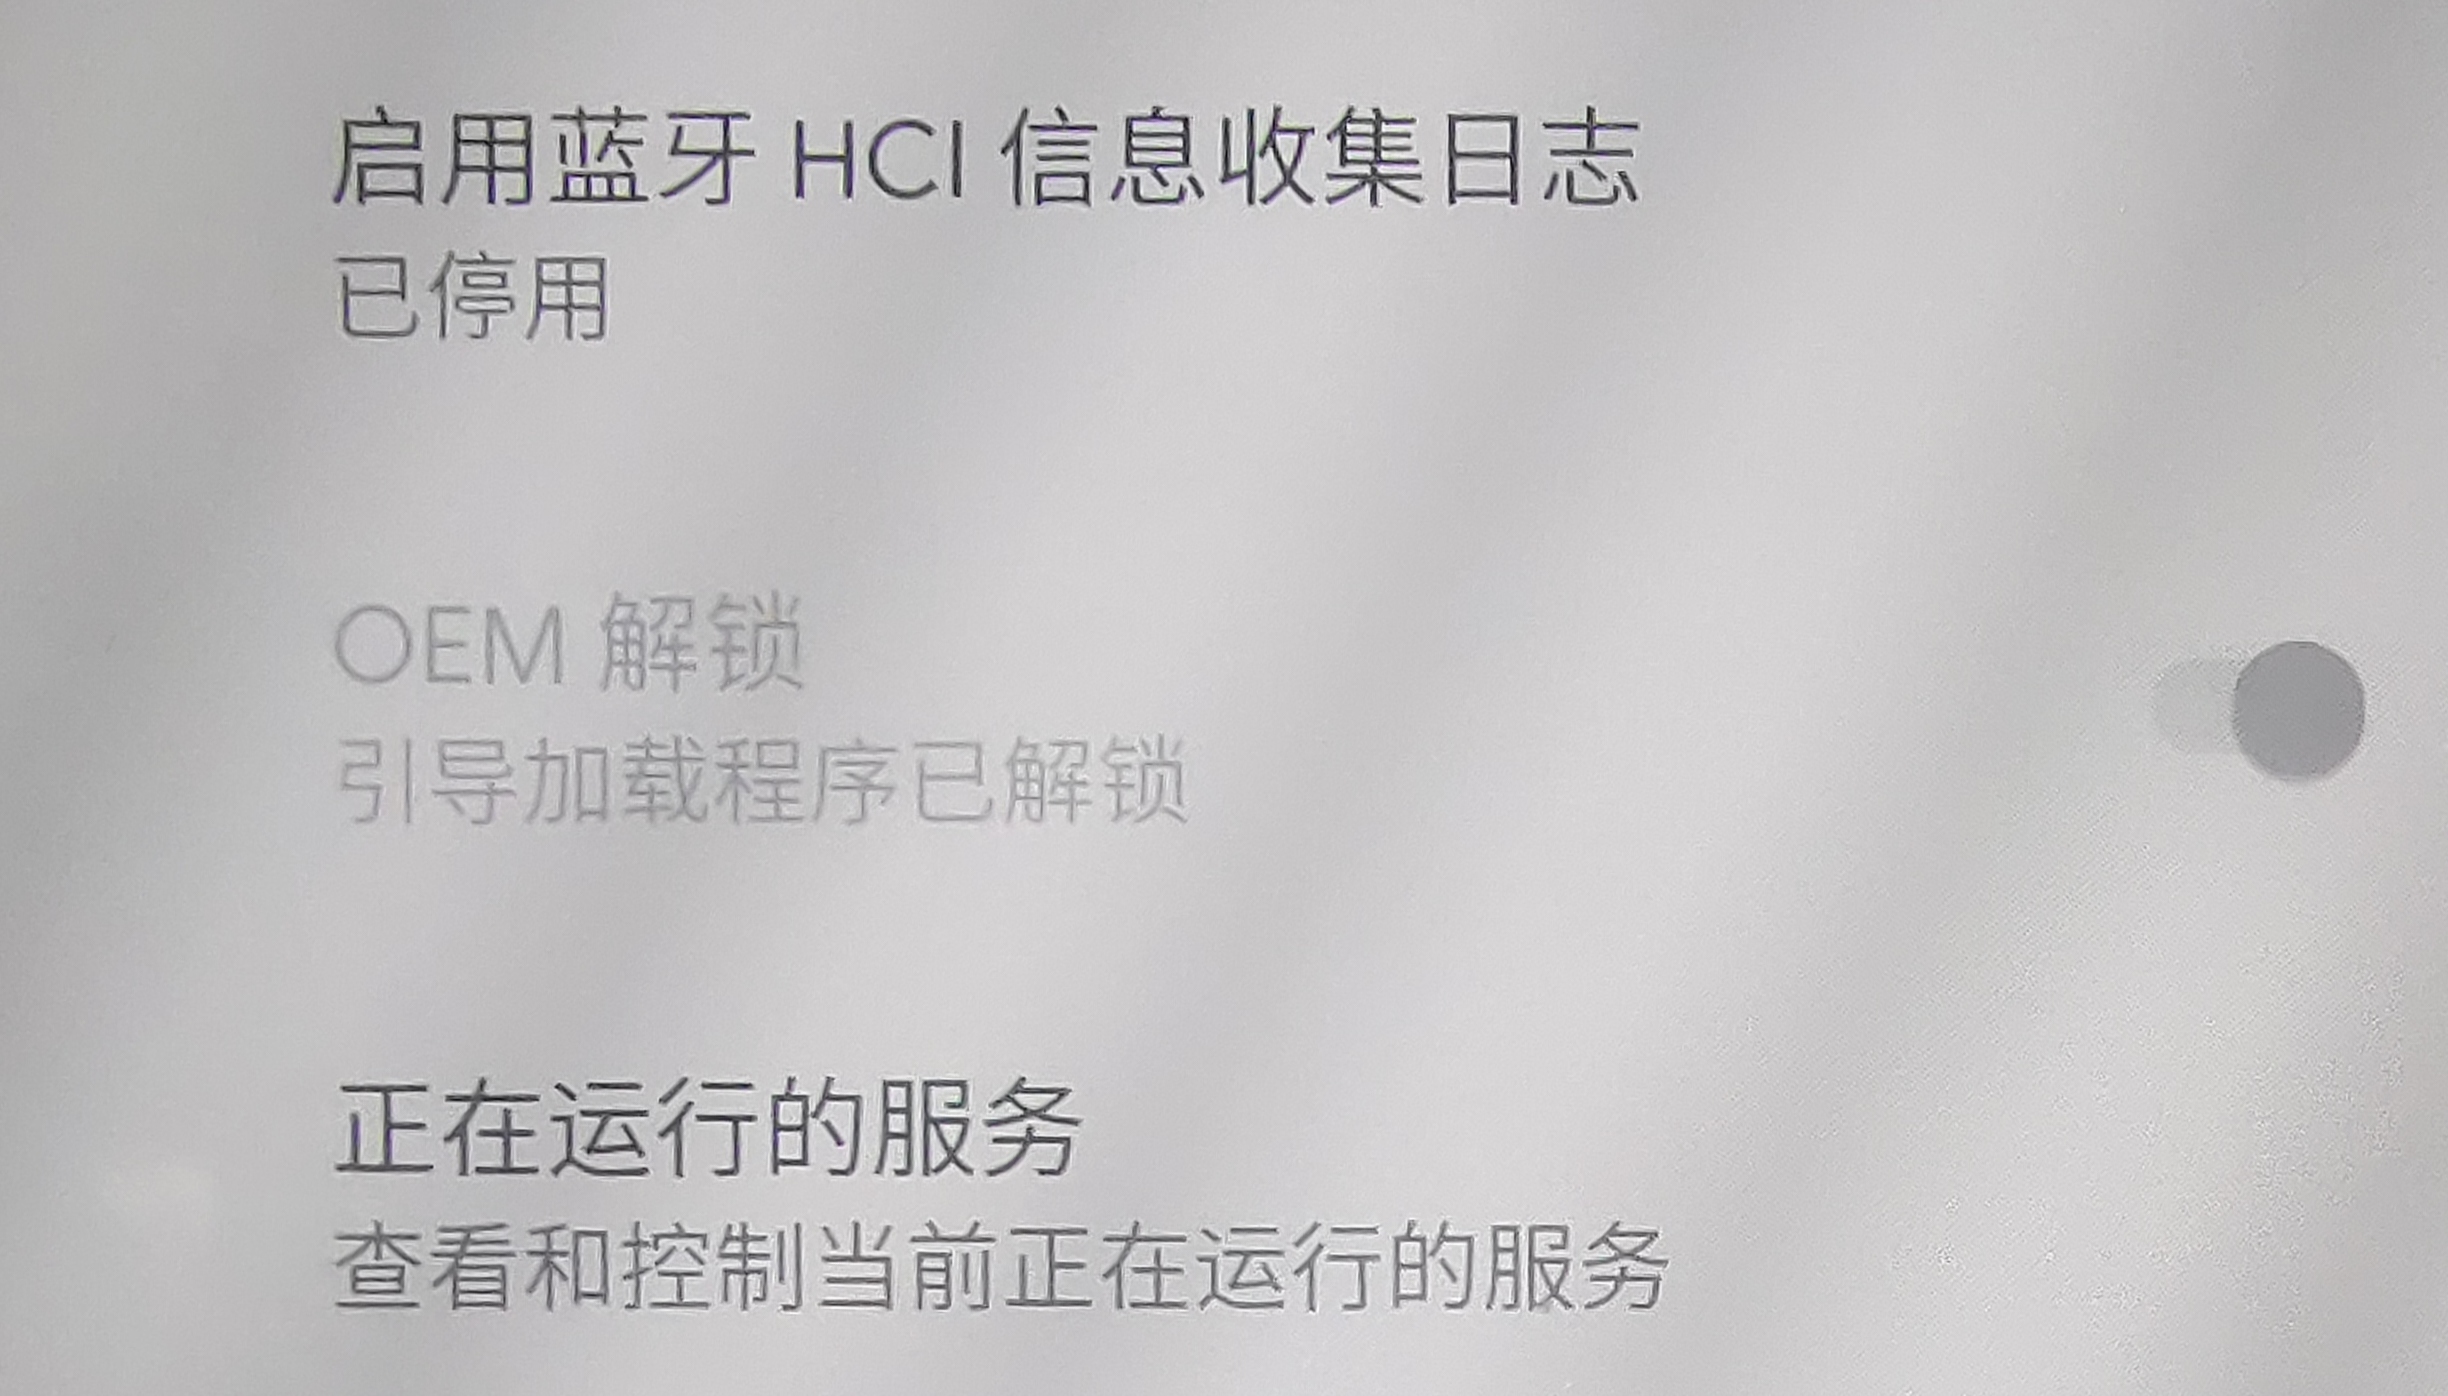 启用蓝牙 HCI 信息收集日志
已停用
OEM 解锁
引导加载程序已解锁
正在运行的服务
查看和控制当前正在运行的服务